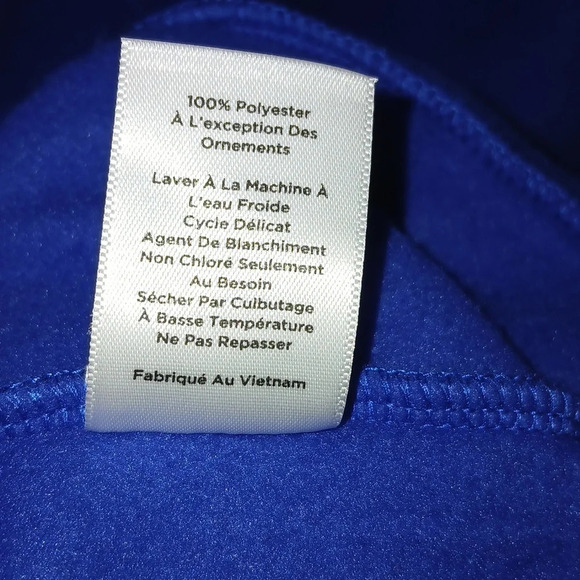 100% Polyester
À L'exception Des
Ornements
Laver À La Machine À
L'eau Froide
Cycle Délicat
Agent De Blanchiment
Non Chloré Seulement
Au Besoin
Sécher Par Culbutage
À Basse Température
Ne Pas Repasser
Fabriqué Au Vietnam